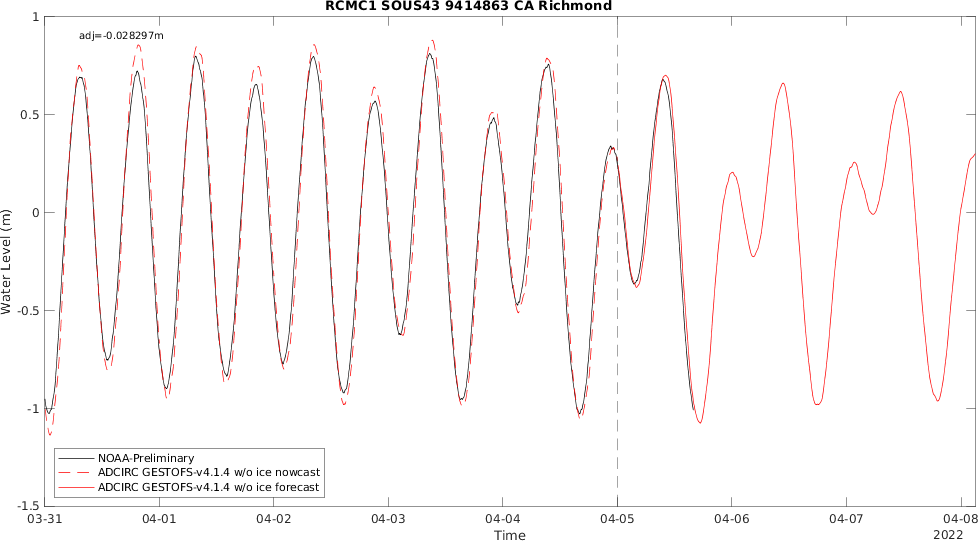 RCMC1 SOUS43 9414863 CA Richmond
adj=-0.028297m
1
0.5
0
-0.5
-1
-1.5
Water Level (m)
NOAA-Preliminary
ADCIRC GESTOFS-v4.1.4 w/o ice nowcast
ADCIRC GESTOFS-v4.1.4 w/o ice forecast
03-31 04-01 04-02 04-03 04-04 04-05 04-06 04-07 04-08
Time
2022